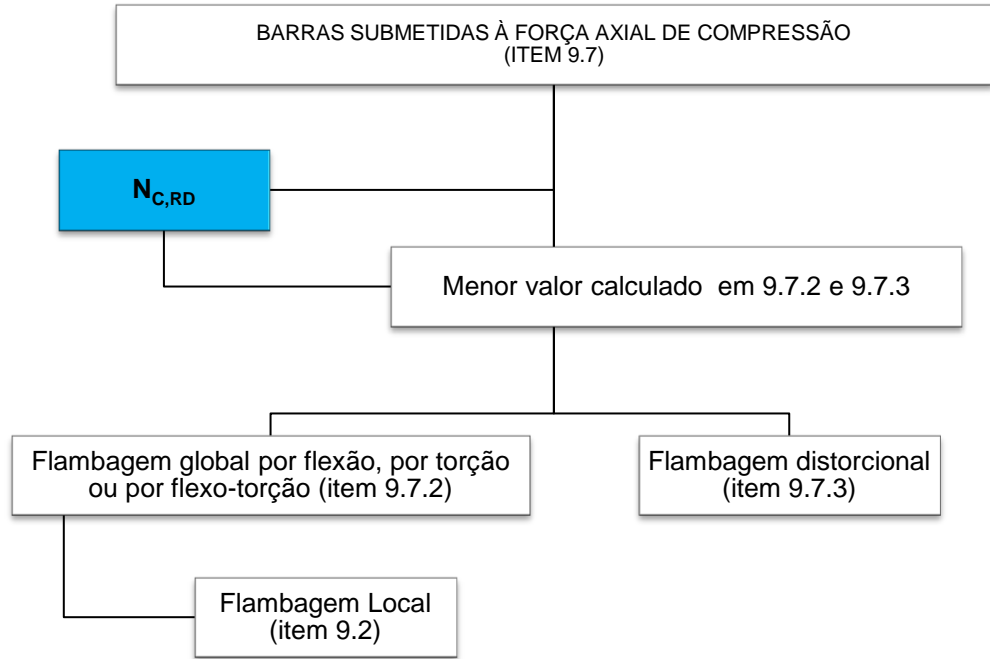 BARRAS SUBMETIDAS À FORÇA AXIAL DE COMPRESSÃO
(ITEM 9.7)
N_C,RD
Menor valor calculado em 9.7.2 e 9.7.3
Flambagem global por flexão, por torção
ou por flexo-torção (item 9.7.2)
Flambagem distorcional
(item 9.7.3)
Flambagem Local
(item 9.2)